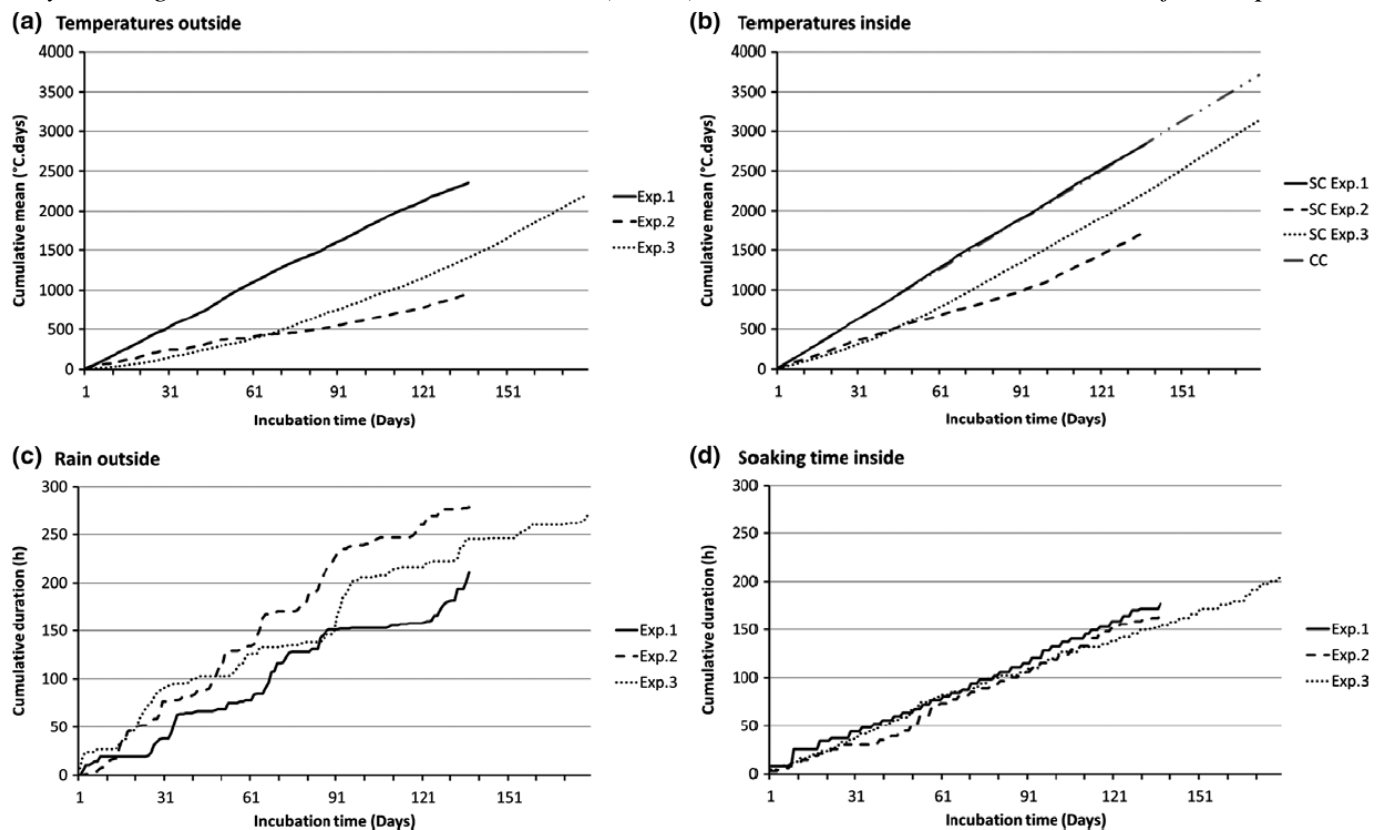 (a) Temperatures outside
4000
3500
3000
2500
2000
1500
1000
500
0
Cumulative mean (°C.days)
1 31 61 91 121 151
Incubation time (Days)
Exp.1
Exp.2
Exp.3
(b) Temperatures inside
4000
3500
3000
2500
2000
1500
1000
500
0
Cumulative mean (°C.days)
1 31 61 91 121 151
Incubation time (Days)
SC Exp.1
SC Exp.2
SC Exp.3
CC
(c) Rain outside
300
250
200
150
100
50
0
Cumulative duration (h)
1 31 61 91 121 151
Incubation time (Days)
Exp.1
Exp.2
Exp.3
(d) Soaking time inside
300
250
200
150
100
50
0
Cumulative duration (h)
1 31 61 91 121 151
Incubation time (Days)
Exp.1
Exp.2
Exp.3